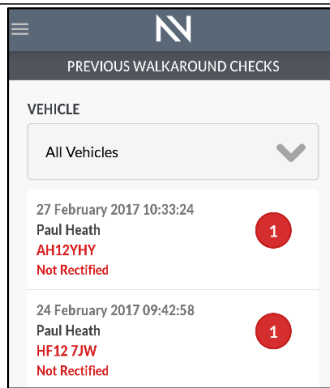 PREVIOUS WALKAROUND CHECKS
VEHICLE
All Vehicles
27 February 2017 10:33:24
Paul Heath
1
AH12YHY
Not Rectified
24 February 2017 09:42:58
Paul Heath
1
HF12 7JW
Not Rectified